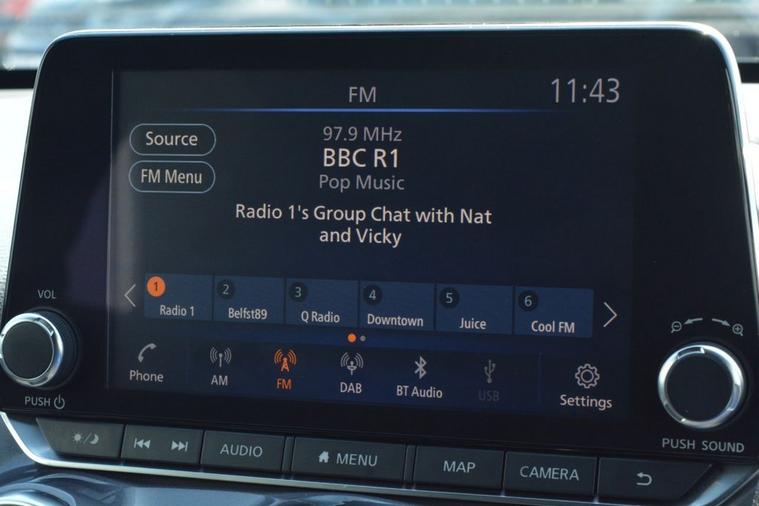 FM
11:43
97.9 MHz
Source
BBC R1
FM Menu
Pop Music
Radio 1's Group Chat with Nat
and Vicky
1 2 3 4 5 6
Radio 1 Belfst89 Q Radio Downtown Juice Cool FM
VOL
Phone AM FM DAB BT Audio USB Settings
PUSH
PUSH SOUND
AUDIO MENU MAP CAMERA